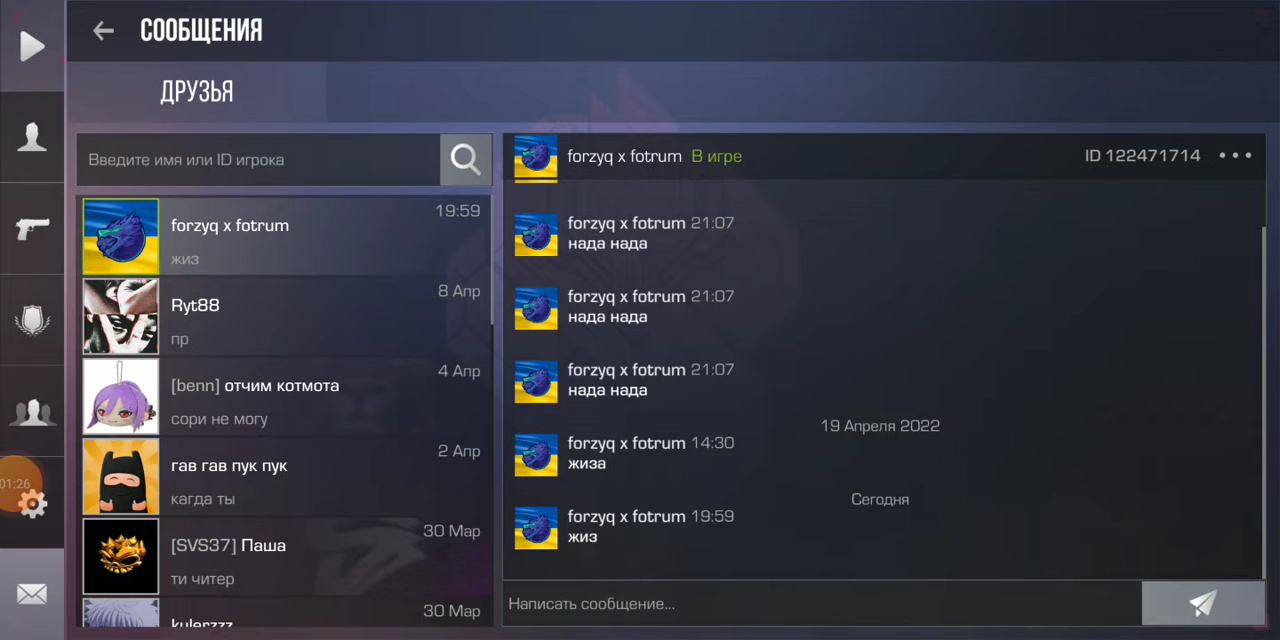 СООБЩЕНИЯ
ДРУЗЬЯ
Введите имя или ID игрока
forzyq x fotrum 19:59
жиз
Ryt88 8 Апр
пр
[benn] отчим котмота 4 Апр
сори не могу
гав гав пук пук 2 Апр
кагда ты
[SVS37] Паша 30 Мар
ти читер
kulerzzz 30 Мар
01:26
forzyq x fotrum В игре ID 122471714
forzyq x fotrum 21:07
нада нада
forzyq x fotrum 21:07
нада нада
forzyq x fotrum 21:07
нада нада
19 Апреля 2022
forzyq x fotrum 14:30
жиза
Сегодня
forzyq x fotrum 19:59
жиз
Написать сообщение...